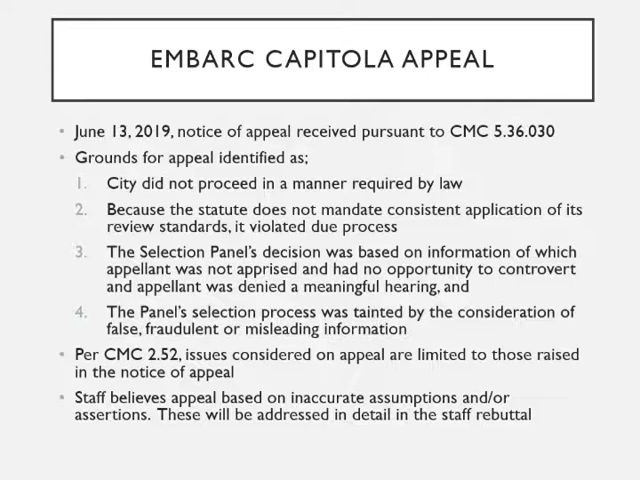 EMBARC CAPITOLA APPEAL
• June 13, 2019, notice of appeal received pursuant to CMC 5.36.030
• Grounds for appeal identified as;
1. City did not proceed in a manner required by law
2. Because the statute does not mandate consistent application of its
review standards, it violated due process
3. The Selection Panel's decision was based on information of which
appellant was not apprised and had no opportunity to controvert
and appellant was denied a meaningful hearing, and
4. The Panel's selection process was tainted by the consideration of
false, fraudulent or misleading information
• Per CMC 2.52, issues considered on appeal are limited to those raised
in the notice of appeal
• Staff believes appeal based on inaccurate assumptions and/or
assertions. These will be addressed in detail in the staff rebuttal